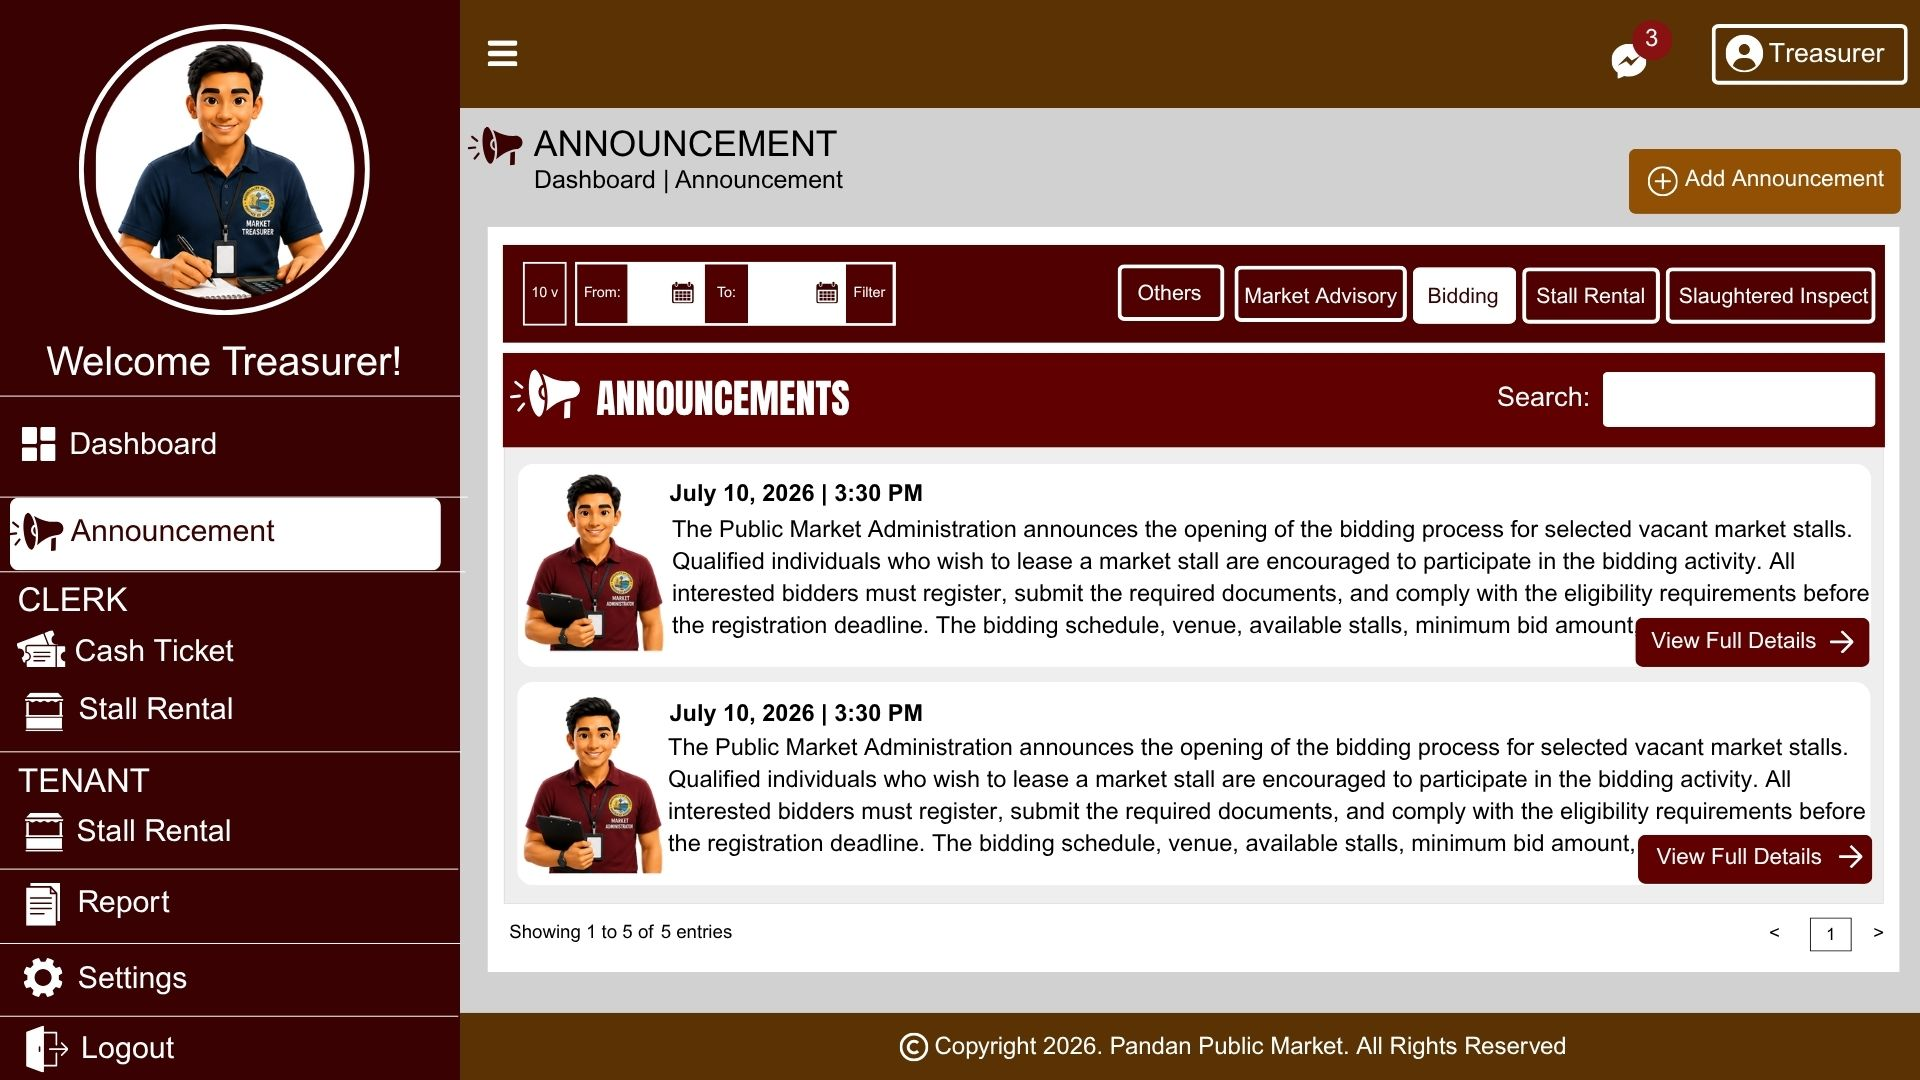 MARKET
TREASURER
Welcome Treasurer!
Dashboard
Announcement
CLERK
Cash Ticket
Stall Rental
TENANT
Stall Rental
Report
Settings
Logout
3
Treasurer
ANNOUNCEMENT
Dashboard | Announcement
Add Announcement
10 v
From:
To:
Filter
Others
Market Advisory
Bidding
Stall Rental
Slaughtered Inspect
ANNOUNCEMENTS
Search:
July 10, 2026 | 3:30 PM
The Public Market Administration announces the opening of the bidding process for selected vacant market stalls.
Qualified individuals who wish to lease a market stall are encouraged to participate in the bidding activity. All
interested bidders must register, submit the required documents, and comply with the eligibility requirements before
the registration deadline. The bidding schedule, venue, available stalls, minimum bid amount,
View Full Details
MARKET
ADMINISTRATOR
July 10, 2026 | 3:30 PM
The Public Market Administration announces the opening of the bidding process for selected vacant market stalls.
Qualified individuals who wish to lease a market stall are encouraged to participate in the bidding activity. All
interested bidders must register, submit the required documents, and comply with the eligibility requirements before
the registration deadline. The bidding schedule, venue, available stalls, minimum bid amount,
View Full Details
MARKET
ADMINISTRATOR
Showing 1 to 5 of 5 entries
<
1
>
© Copyright 2026. Pandan Public Market. All Rights Reserved